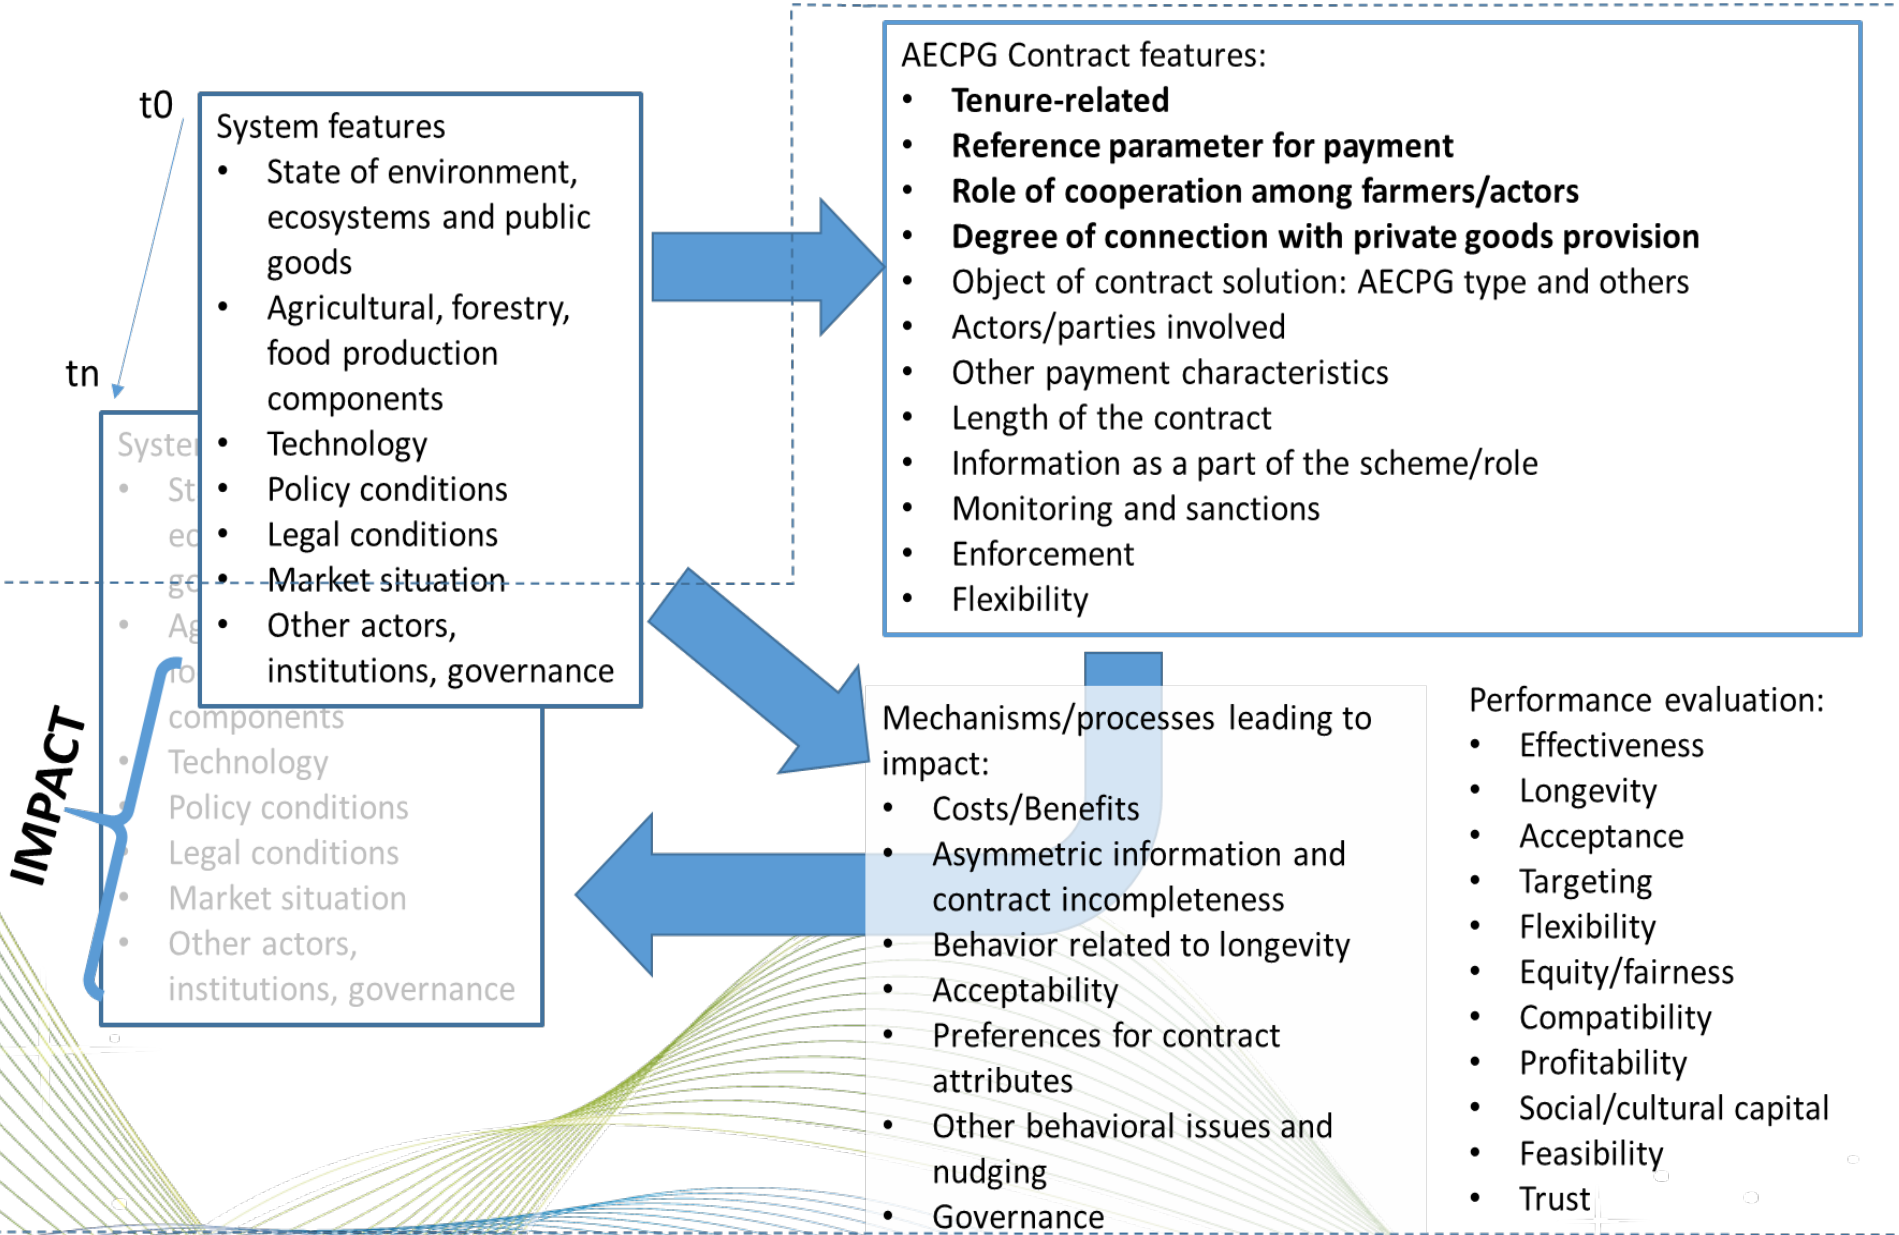 t0
System features
• State of environment,
ecosystems and public
goods
• Agricultural, forestry,
food production
components
• Technology
• Policy conditions
• Legal conditions
• Market situation
• Other actors,
institutions, governance
AECPG Contract features:
• Tenure-related
• Reference parameter for payment
• Role of cooperation among farmers/actors
• Degree of connection with private goods provision
• Object of contract solution: AECPG type and others
• Actors/parties involved
• Other payment characteristics
• Length of the contract
• Information as a part of the scheme/role
• Monitoring and sanctions
• Enforcement
• Flexibility
tn
components
• Technology
• Policy conditions
• Legal conditions
• Market situation
• Other actors,
institutions, governance
IMPACT
Mechanisms/processes leading to
impact:
• Costs/Benefits
• Asymmetric information and
contract incompleteness
• Behavior related to longevity
• Acceptability
• Preferences for contract
attributes
• Other behavioral issues and
nudging
• Governance
Performance evaluation:
• Effectiveness
• Longevity
• Acceptance
• Targeting
• Flexibility
• Equity/fairness
• Compatibility
• Profitability
• Social/cultural capital
• Feasibility
• Trust